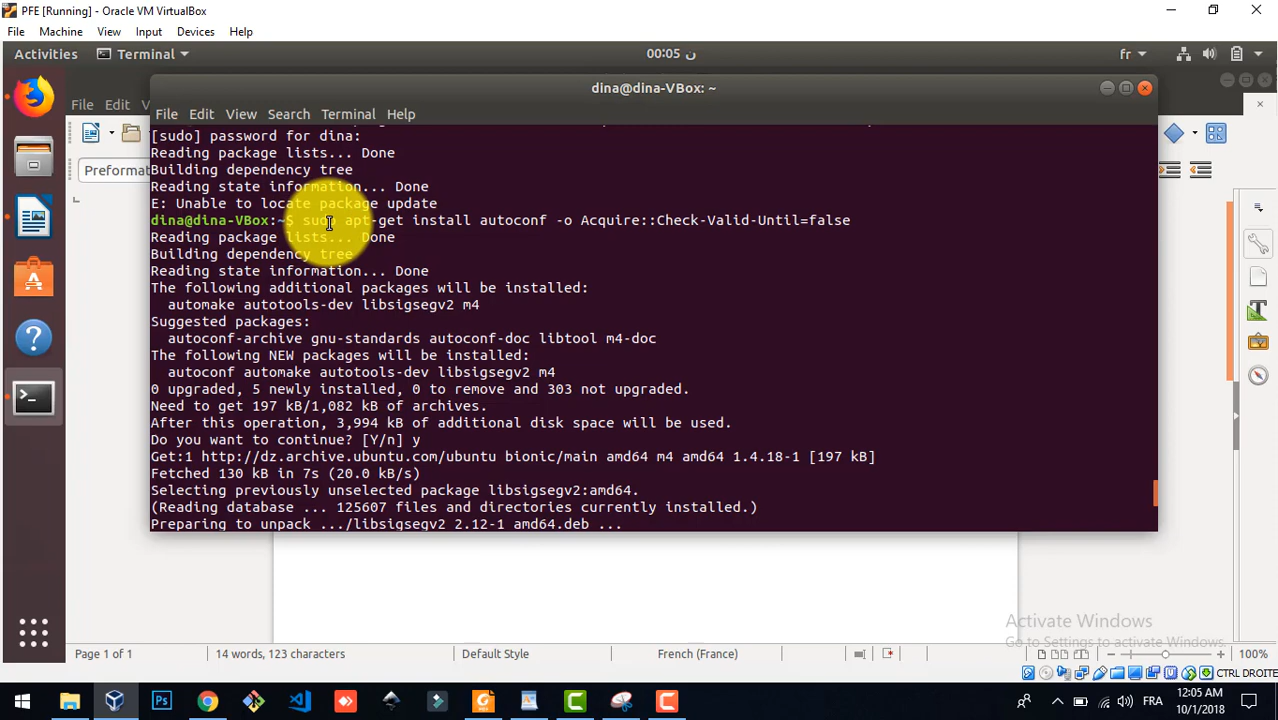 PFE [Running] - Oracle VM VirtualBox
File Machine View Input Devices Help
Activities Terminal 00:05 ن fr
File Edit V
dina@dina-VBox: ~
File Edit View Search Terminal Help
Preformat
[sudo] password for dina:
Reading package lists... Done
Building dependency tree
Reading state information... Done
E: Unable to locate package update
dina@dina-VBox:~$ sudo apt-get install autoconf -o Acquire::Check-Valid-Until=false
Reading package lists... Done
Building dependency tree
Reading state information... Done
The following additional packages will be installed:
automake autotools-dev libsigsegv2 m4
Suggested packages:
autoconf-archive gnu-standards autoconf-doc libtool m4-doc
The following NEW packages will be installed:
autoconf automake autotools-dev libsigsegv2 m4
0 upgraded, 5 newly installed, 0 to remove and 303 not upgraded.
Need to get 197 kB/1,082 kB of archives.
After this operation, 3,994 kB of additional disk space will be used.
Do you want to continue? [Y/n] y
Get:1 http://dz.archive.ubuntu.com/ubuntu bionic/main amd64 m4 amd64 1.4.18-1 [197 kB]
Fetched 130 kB in 7s (20.0 kB/s)
Selecting previously unselected package libsigsegv2:amd64.
(Reading database ... 125607 files and directories currently installed.)
Preparing to unpack .../libsigsegv2 2.12-1 amd64.deb ...
Activate Windows
Go to Settings to activate Windows.
Page 1 of 1 14 words, 123 characters Default Style French (France) 100%
CTRL DROITE
Ps FRA 12:05 AM
10/1/2018